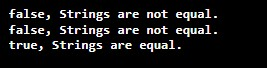 false, Strings are not equal.
false, Strings are not equal.
true, Strings are equal.